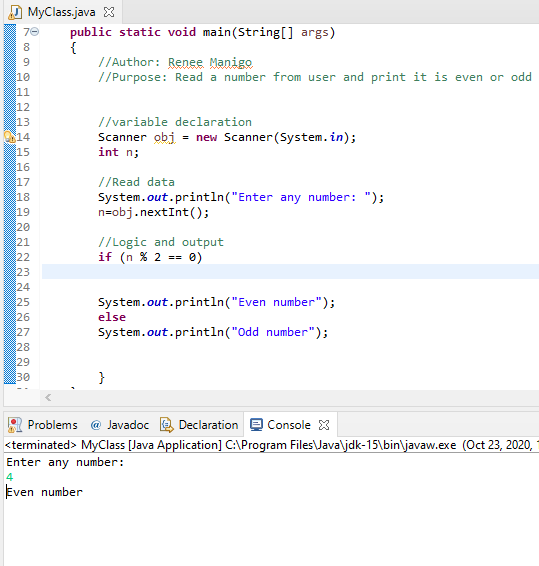 MyClass.java
7 public static void main(String[] args)
8 {
9 //Author: Renee Manigo
10 //Purpose: Read a number from user and print it is even or odd
11
12
13 //variable declaration
14 Scanner obj = new Scanner(System.in);
15 int n;
16
17 //Read data
18 System.out.println("Enter any number: ");
19 n=obj.nextInt();
20
21 //Logic and output
22 if (n % 2 == 0)
23
24
25 System.out.println("Even number");
26 else
27 System.out.println("Odd number");
28
29
30 }
Problems @ Javadoc Declaration Console
<terminated> MyClass [Java Application] C:\Program Files\Java\jdk-15\bin\javaw.exe (Oct 23, 2020,
Enter any number:
4
Even number